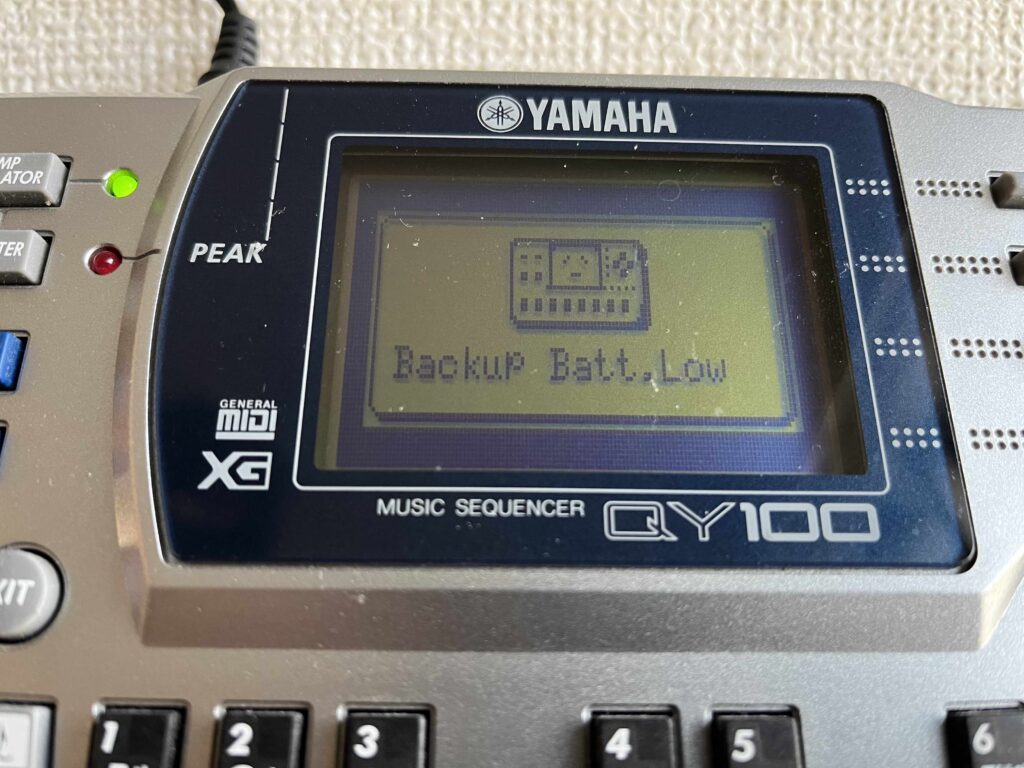 YAMAHA
PEAK
Backup Batt.Low
GENERAL
MIDI
XG
MUSIC SEQUENCER QY100
1
2
3
4
5
6